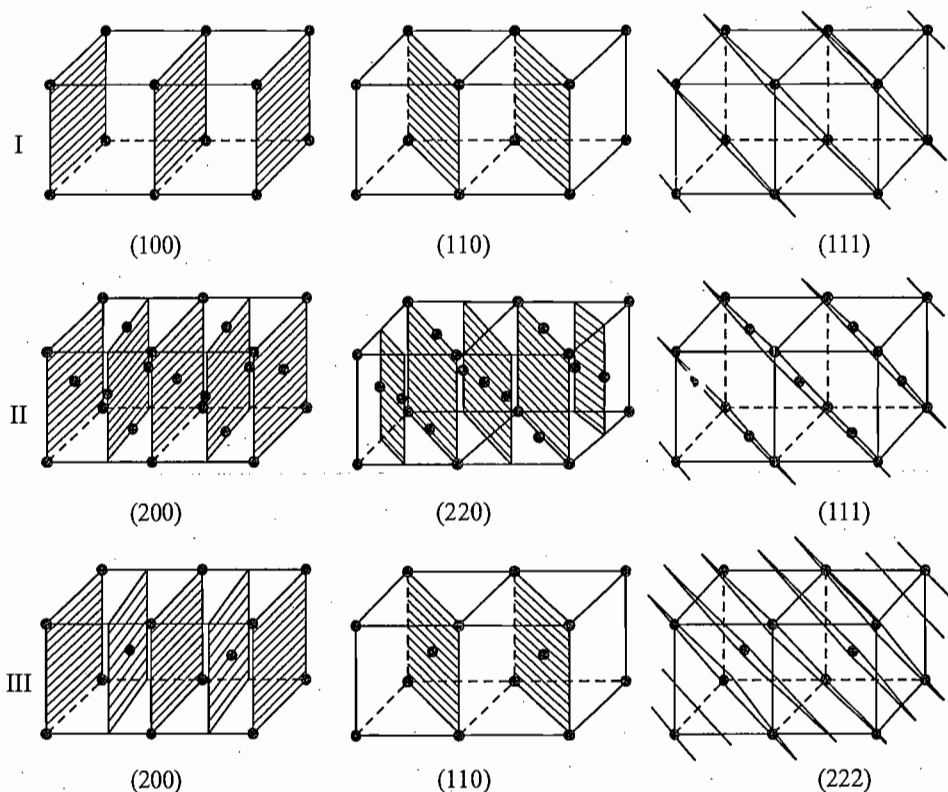 I
(100) (110) (111)
II
(200) (220) (111)
III
(200) (110) (222)